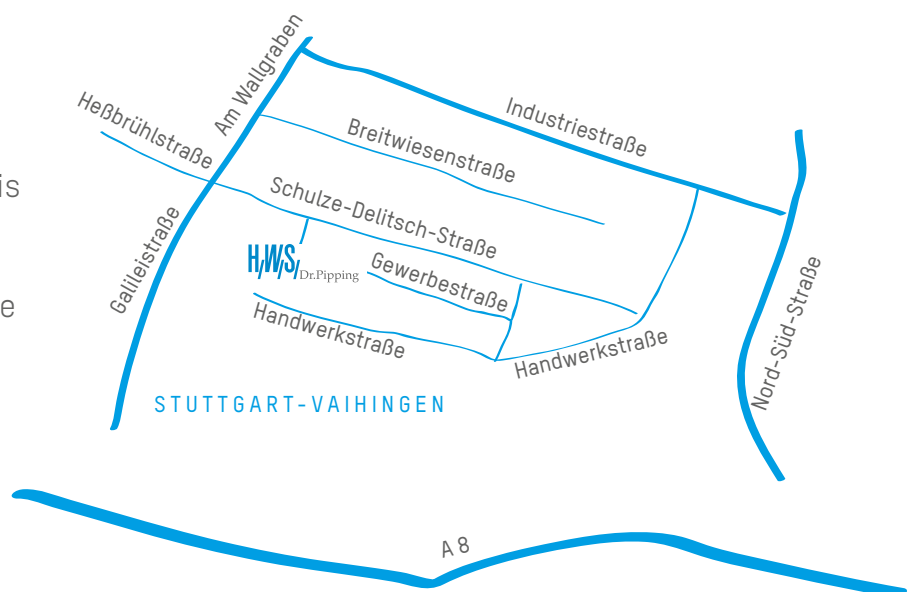 Am Wallgraben
Heßbrühlstraße
Industriestraße
Breitwiesenstraße
is
Schulze-Delitsch-Straße
Galileistraße
H/W/S/Dr.Pipping
Gewerbestraße
e
Handwerkstraße
Handwerkstraße
Nord-Süd-Straße
STUTTGART-VAIHINGEN
A 8